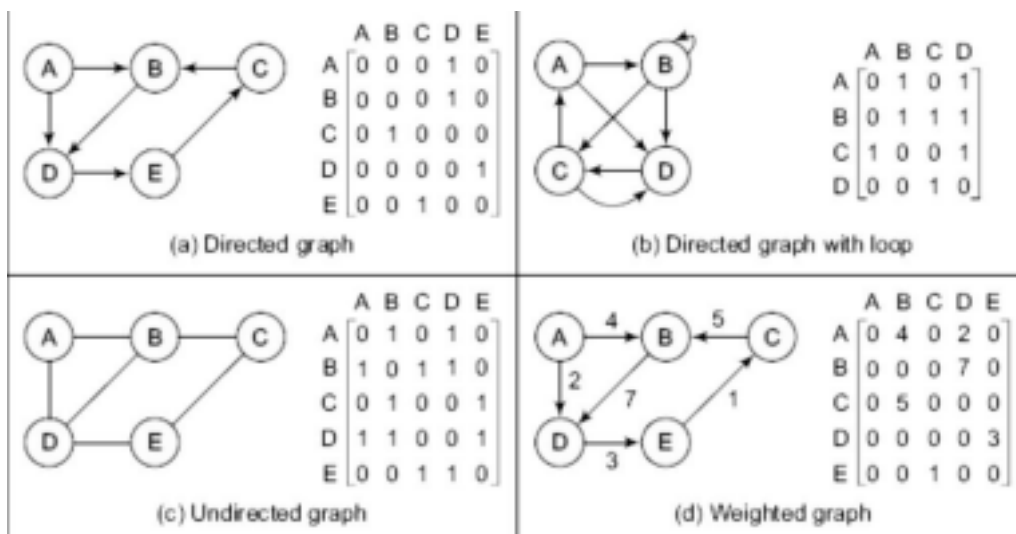 A B C D E
A B C
A 0 0 0 1 0
B 0 0 0 1 0
C 0 1 0 0 0
D E
D 0 0 0 0 1
E 0 0 1 0 0
(a) Directed graph
A B C D
A B
A 0 1 0 1
B 0 1 1 1
C D
C 1 0 0 1
D 0 0 1 0
(b) Directed graph with loop
A B C D E
A B C
A 0 1 0 1 0
B 1 0 1 1 0
C 0 1 0 0 1
D E
D 1 1 0 0 1
E 0 0 1 1 0
(c) Undirected graph
A B C D E
A 4 B 5 C
A 0 4 0 2 0
2
B 0 0 0 7 0
7 1
C 0 5 0 0 0
D 3 E
D 0 0 0 0 3
E 0 0 1 0 0
(d) Weighted graph